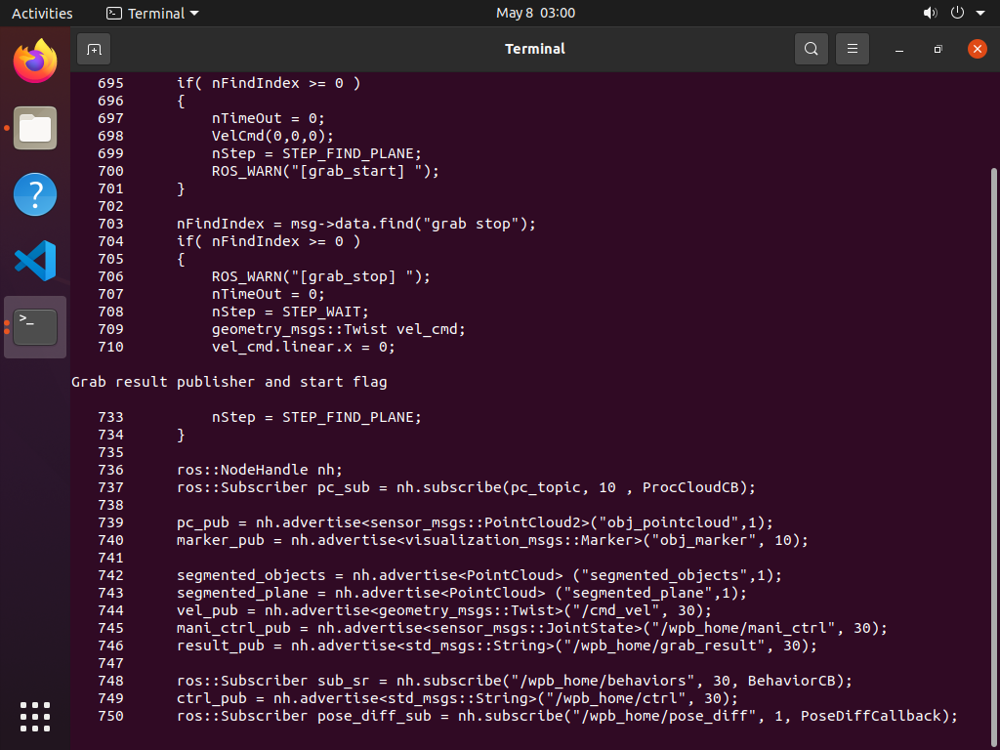 Activities
Terminal
May 8 03:00
Terminal
695      if( nFindIndex >= 0 )
696      {
697          nTimeOut = 0;
698          VelCmd(0,0,0);
699          nStep = STEP_FIND_PLANE;
700          ROS_WARN("[grab_start] ");
701      }
702
703      nFindIndex = msg->data.find("grab stop");
704      if( nFindIndex >= 0 )
705      {
706          ROS_WARN("[grab_stop] ");
707          nTimeOut = 0;
708          nStep = STEP_WAIT;
709          geometry_msgs::Twist vel_cmd;
710          vel_cmd.linear.x = 0;
Grab result publisher and start flag
733          nStep = STEP_FIND_PLANE;
734      }
735
736      ros::NodeHandle nh;
737      ros::Subscriber pc_sub = nh.subscribe(pc_topic, 10 , ProcCloudCB);
738
739      pc_pub = nh.advertise<sensor_msgs::PointCloud2>("obj_pointcloud",1);
740      marker_pub = nh.advertise<visualization_msgs::Marker>("obj_marker", 10);
741
742      segmented_objects = nh.advertise<PointCloud> ("segmented_objects",1);
743      segmented_plane = nh.advertise<PointCloud> ("segmented_plane",1);
744      vel_pub = nh.advertise<geometry_msgs::Twist>("/cmd_vel", 30);
745      mani_ctrl_pub = nh.advertise<sensor_msgs::JointState>("/wpb_home/mani_ctrl", 30);
746      result_pub = nh.advertise<std_msgs::String>("/wpb_home/grab_result", 30);
747
748      ros::Subscriber sub_sr = nh.subscribe("/wpb_home/behaviors", 30, BehaviorCB);
749      ctrl_pub = nh.advertise<std_msgs::String>("/wpb_home/ctrl", 30);
750      ros::Subscriber pose_diff_sub = nh.subscribe("/wpb_home/pose_diff", 1, PoseDiffCallback);